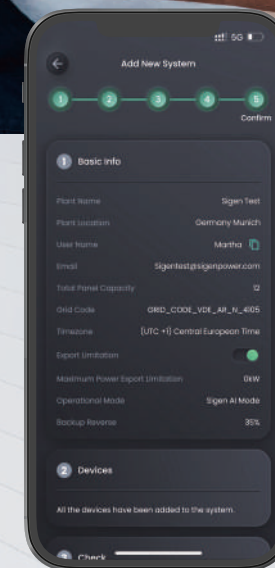 5G
Add New System
1 2 3 4 5
Confirm
1 Basic Info
Plant Name Sigen Test
Plant Location Germany Munich
User Name Martha
Email Sigentest@sigenpower.com
Total Panel Capacity 12
Grid Code GRID_CODE_VDE_AR_N_4105
Timezone (UTC +1) Central European Time
Export Limitation
Maximum Power Export Limitation 0kW
Operational Mode Sigen AI Mode
Backup Reverse 35%
2 Devices
All the devices have been added to the system.
3 Check